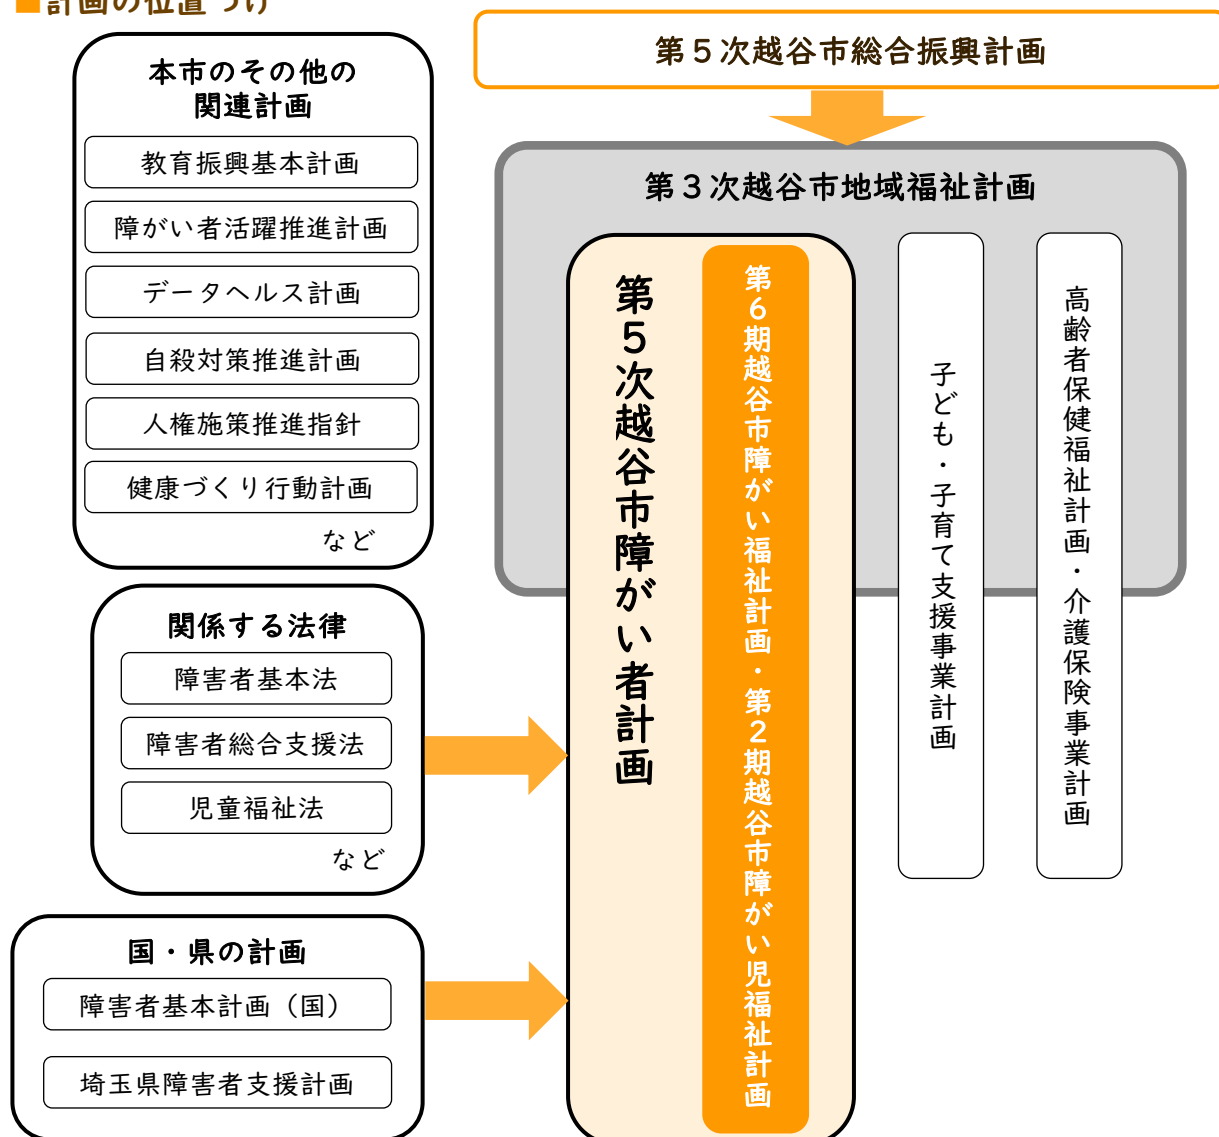 ■計画の位置づけ
第５次越谷市総合振興計画
本市のその他の
関連計画
教育振興基本計画
障がい者活躍推進計画
データヘルス計画
自殺対策推進計画
人権施策推進指針
健康づくり行動計画
など
関係する法律
障害者基本法
障害者総合支援法
児童福祉法
など
国・県の計画
障害者基本計画（国）
埼玉県障害者支援計画
第３次越谷市地域福祉計画
第５次越谷市障がい者計画
第６期越谷市障がい福祉計画・第２期越谷市障がい児福祉計画
子ども・子育て支援事業計画
高齢者保健福祉計画・介護保険事業計画